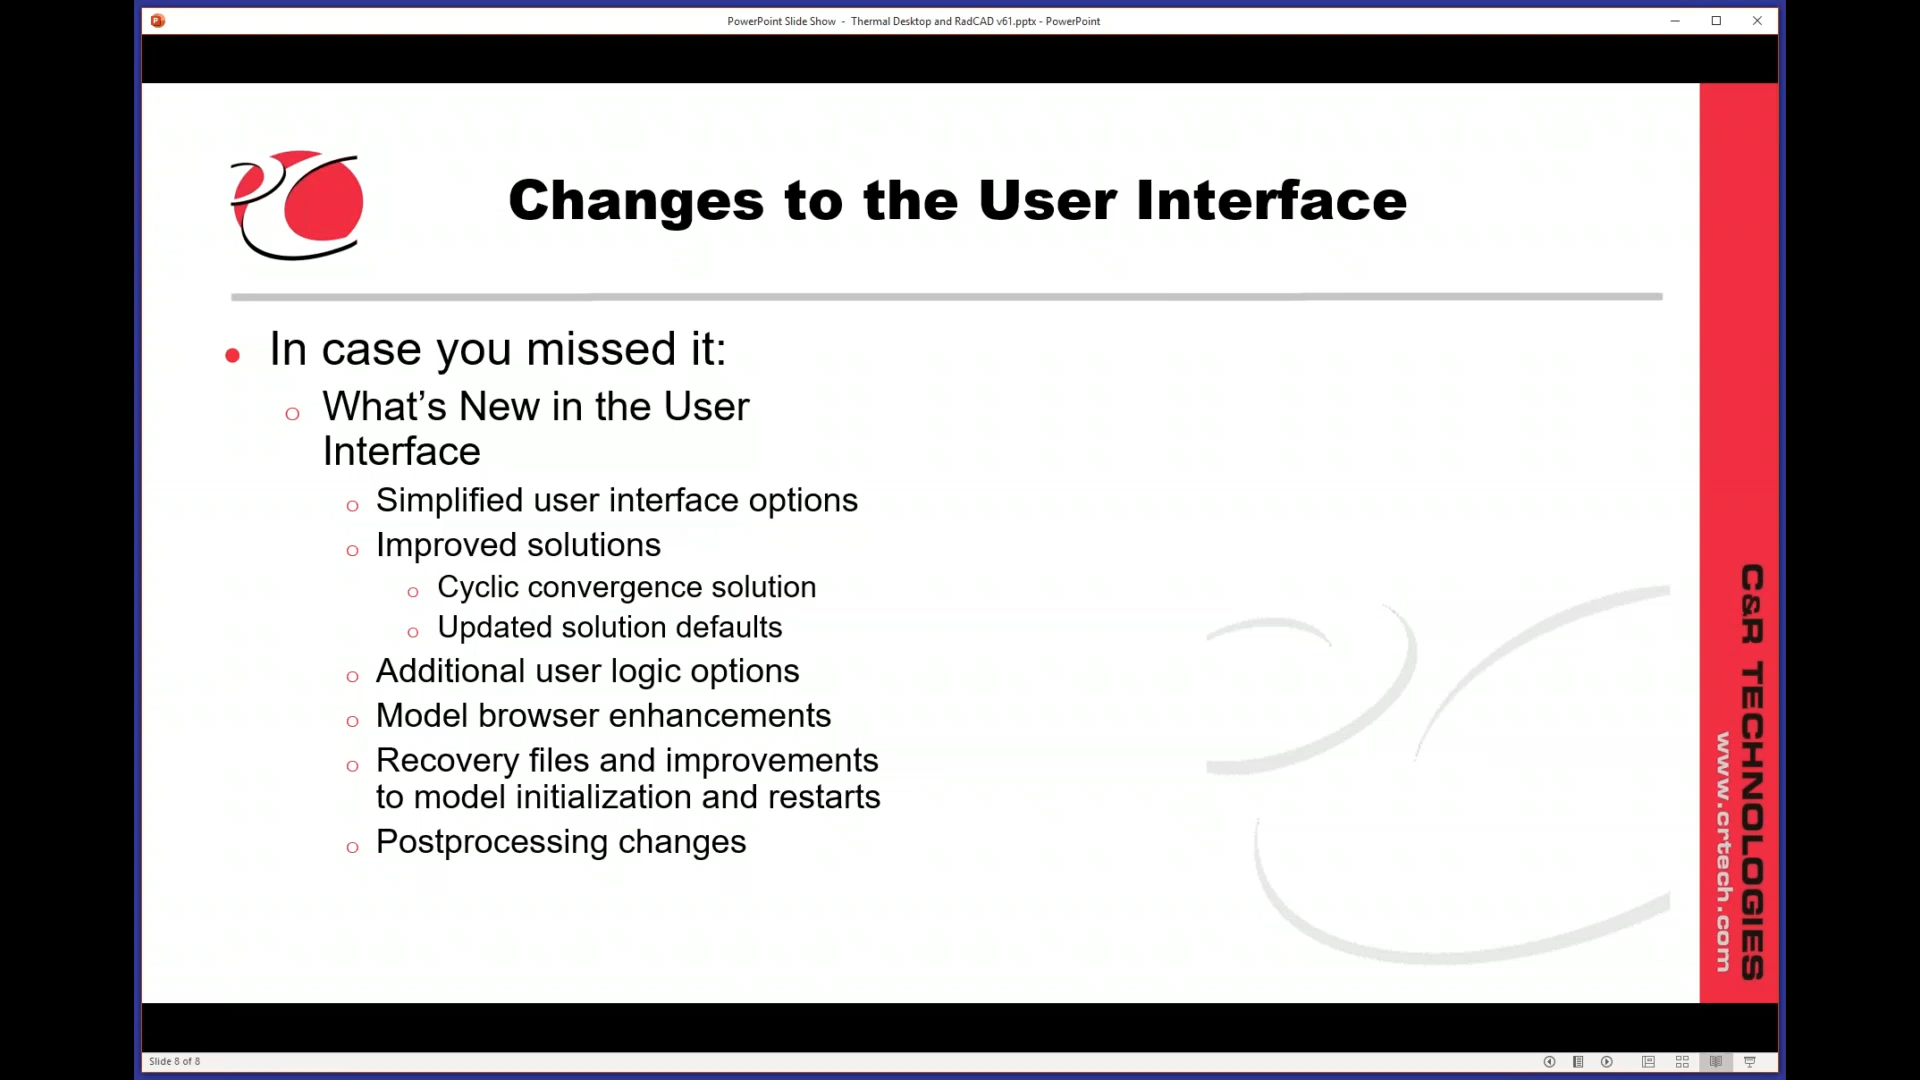 PowerPoint Slide Show - Thermal Desktop and RadCAD v61.pptx - PowerPoint
Changes to the User Interface
In case you missed it:
What’s New in the User
Interface
Simplified user interface options
Improved solutions
Cyclic convergence solution
Updated solution defaults
Additional user logic options
Model browser enhancements
Recovery files and improvements
to model initialization and restarts
Postprocessing changes
C&R TECHNOLOGIES
www.crtech.com
Slide 8 of 8